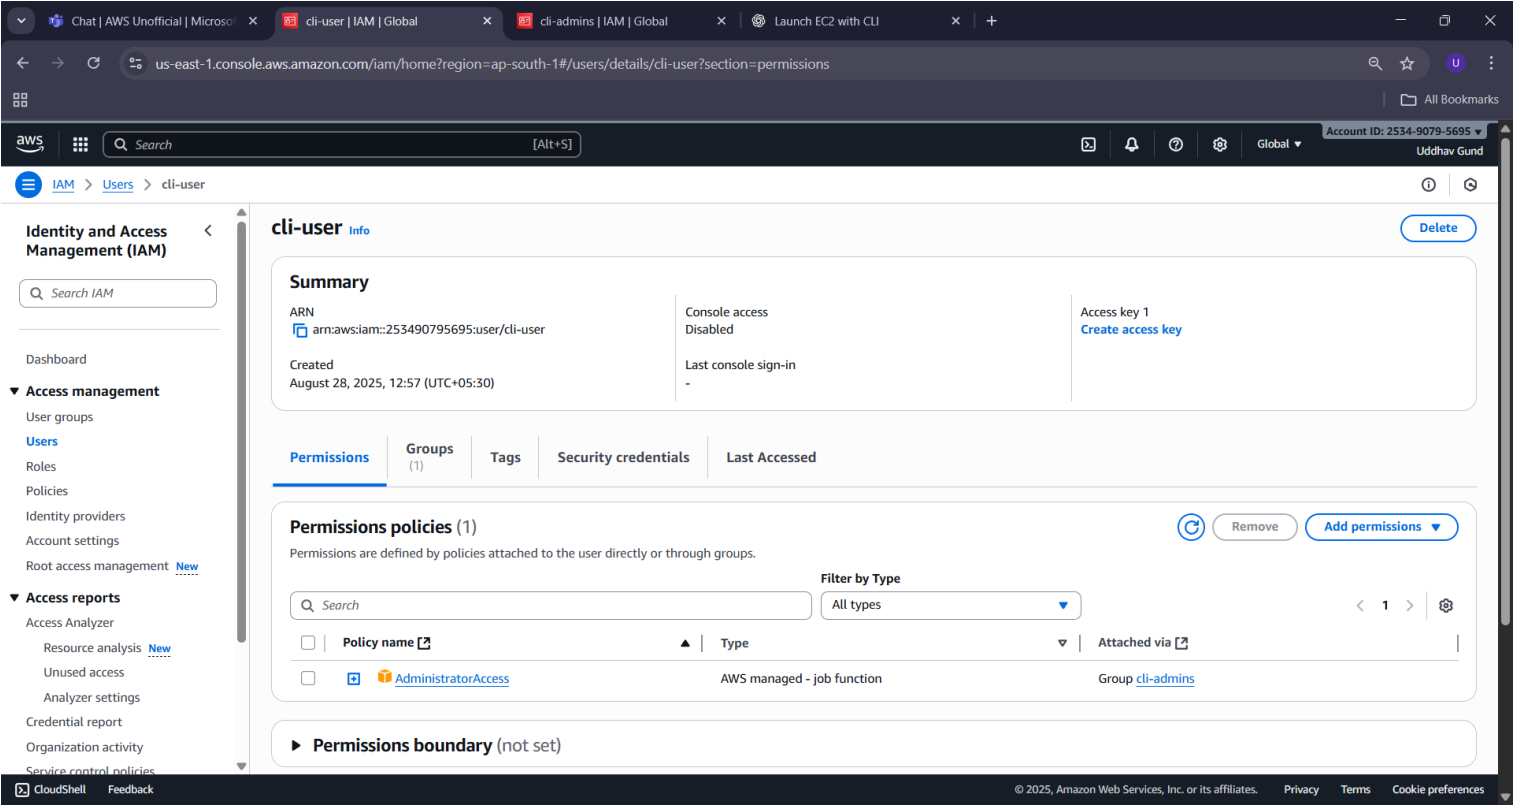 Chat | AWS Unofficial | Microsof
cli-user | IAM | Global
cli-admins | IAM | Global
Launch EC2 with CLI
us-east-1.console.aws.amazon.com/iam/home?region=ap-south-1#/users/details/cli-user?section=permissions
U
All Bookmarks
aws
Search
[Alt+S]
Global
Account ID: 2534-9079-5695
Uddhav Gund
IAM
Users
cli-user
Identity and Access
Management (IAM)
Search IAM
Dashboard
Access management
User groups
Users
Roles
Policies
Identity providers
Account settings
Root access management New
Access reports
Access Analyzer
Resource analysis New
Unused access
Analyzer settings
Credential report
Organization activity
Service control policies
cli-user Info
Delete
Summary
ARN
arn:aws:iam::253490795695:user/cli-user
Created
August 28, 2025, 12:57 (UTC+05:30)
Console access
Disabled
Last console sign-in
-
Access key 1
Create access key
Permissions
Groups
(1)
Tags
Security credentials
Last Accessed
Permissions policies (1)
Remove
Add permissions
Permissions are defined by policies attached to the user directly or through groups.
Filter by Type
Search
All types
1
Policy name
Type
Attached via
AdministratorAccess
AWS managed - job function
Group cli-admins
Permissions boundary (not set)
CloudShell
Feedback
© 2025, Amazon Web Services, Inc. or its affiliates.
Privacy
Terms
Cookie preferences